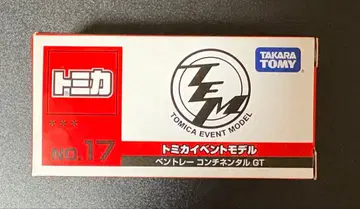 トミカ
TEM
TOMICA EVENT MODEL
TAKARA
TOMY
NO.17
トミカイベントモデル
ベントレー コンチネンタル GT